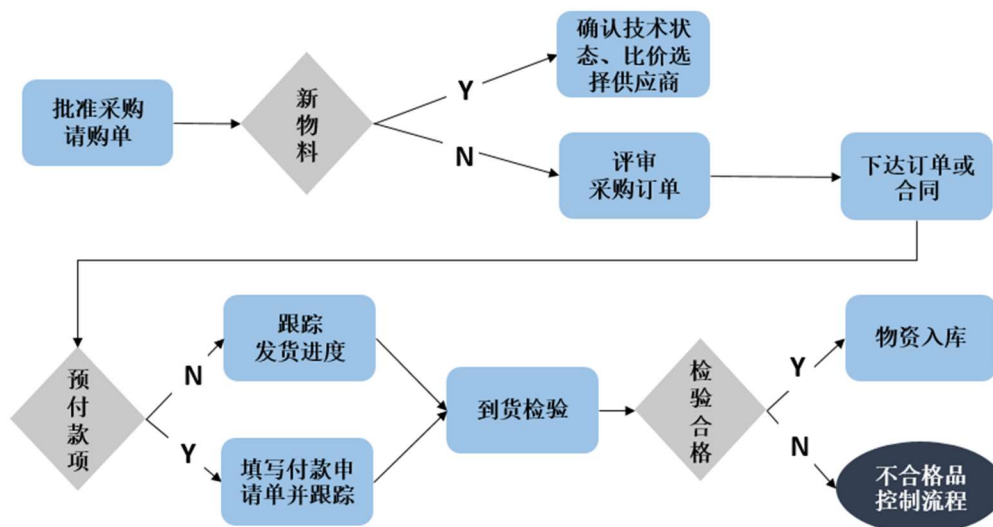 批准采购
请购单
新
物
料
Y
确认技术状
态、比价选
择供应商
N
评审
采购订单
下达订单或
合同
预
付
款
项
N
跟踪
发货进度
Y
填写付款申
请单并跟踪
到货检验
检
验
合
格
Y
物资入库
N
不合格品
控制流程